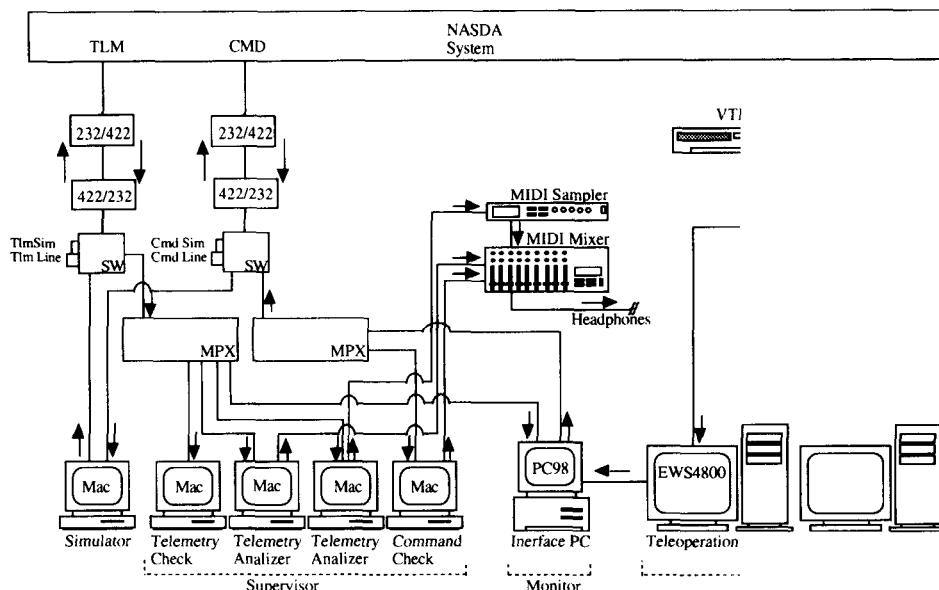 NASDA
System
TLM
CMD
232/422
232/422
422/232
422/232
TlmSim
Tlm Line
SW
Cmd Sim
Cmd Line
SW
MIDI Sampler
MIDI Mixer
Headphones
MPX
MPX
Mac
Mac
Mac
Mac
Mac
PC98
EWS4800
Simulator
Telemetry
Check
Telemetry
Analizer
Telemetry
Analizer
Command
Check
Inerface PC
Teleoperation
Supervisor
Monitor